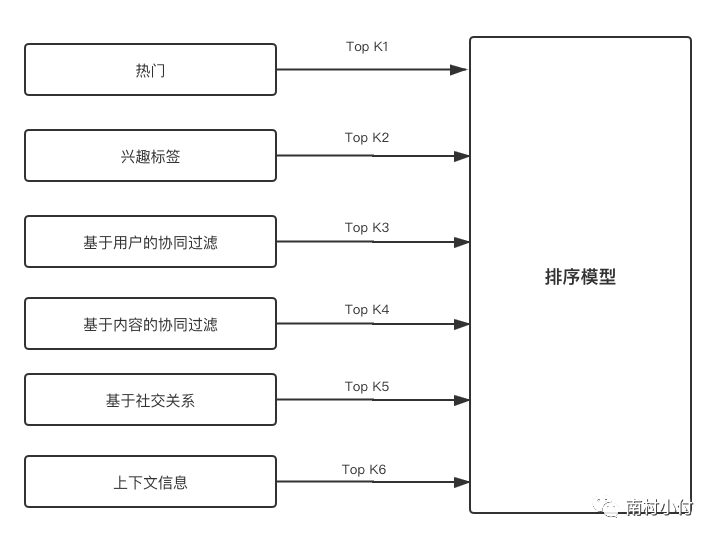 热门
Top K1
兴趣标签
Top K2
基于用户的协同过滤
Top K3
基于内容的协同过滤
Top K4
基于社交关系
Top K5
上下文信息
Top K6
排序模型
南村小付